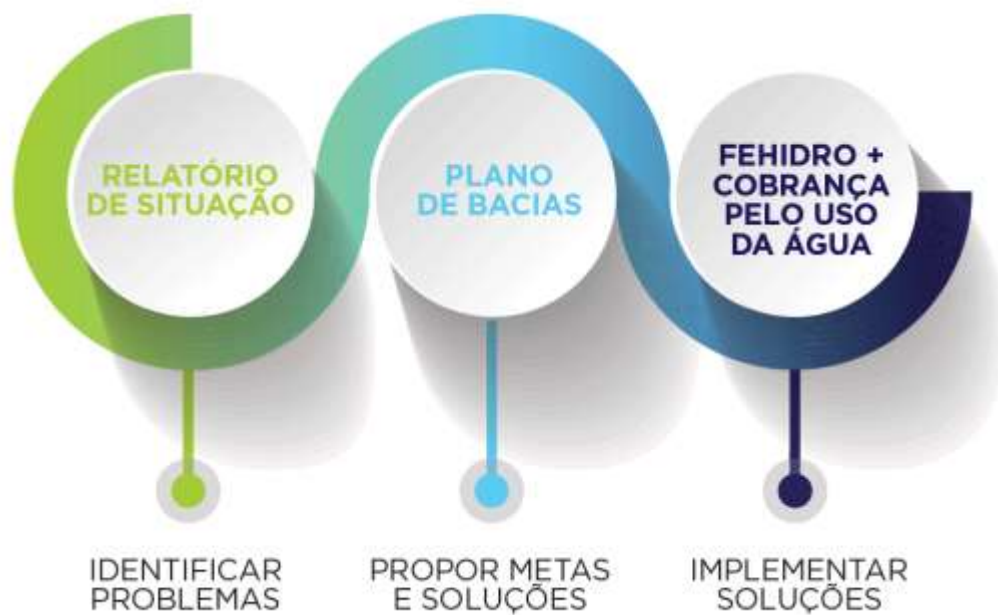 RELATÓRIO
DE SITUAÇÃO
PLANO
DE BACIAS
FEHIDRO +
COBRANÇA
PELO USO
DA ÁGUA
IDENTIFICAR
PROBLEMAS
PROPOR METAS
E SOLUÇÕES
IMPLEMENTAR
SOLUÇÕES